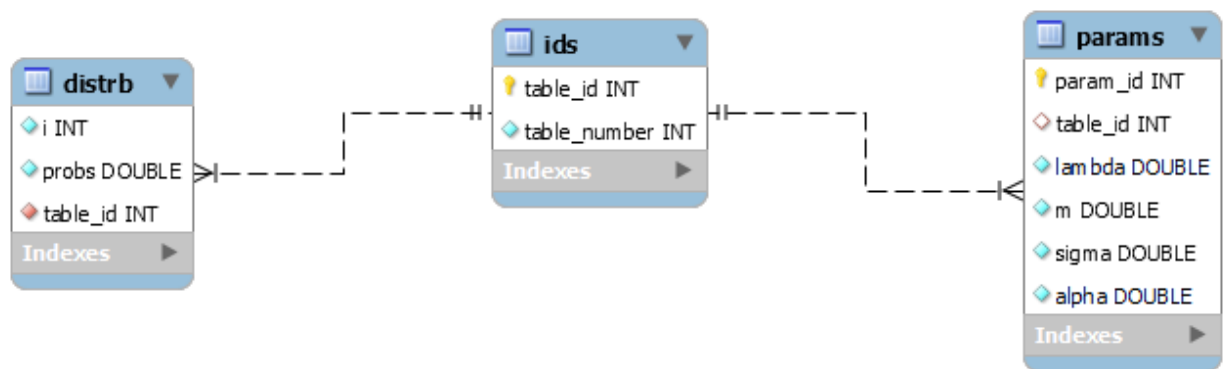 distrb
i INT
probs DOUBLE
table_id INT
Indexes
ids
table_id INT
table_number INT
Indexes
params
param_id INT
table_id INT
lambda DOUBLE
m DOUBLE
sigma DOUBLE
alpha DOUBLE
Indexes